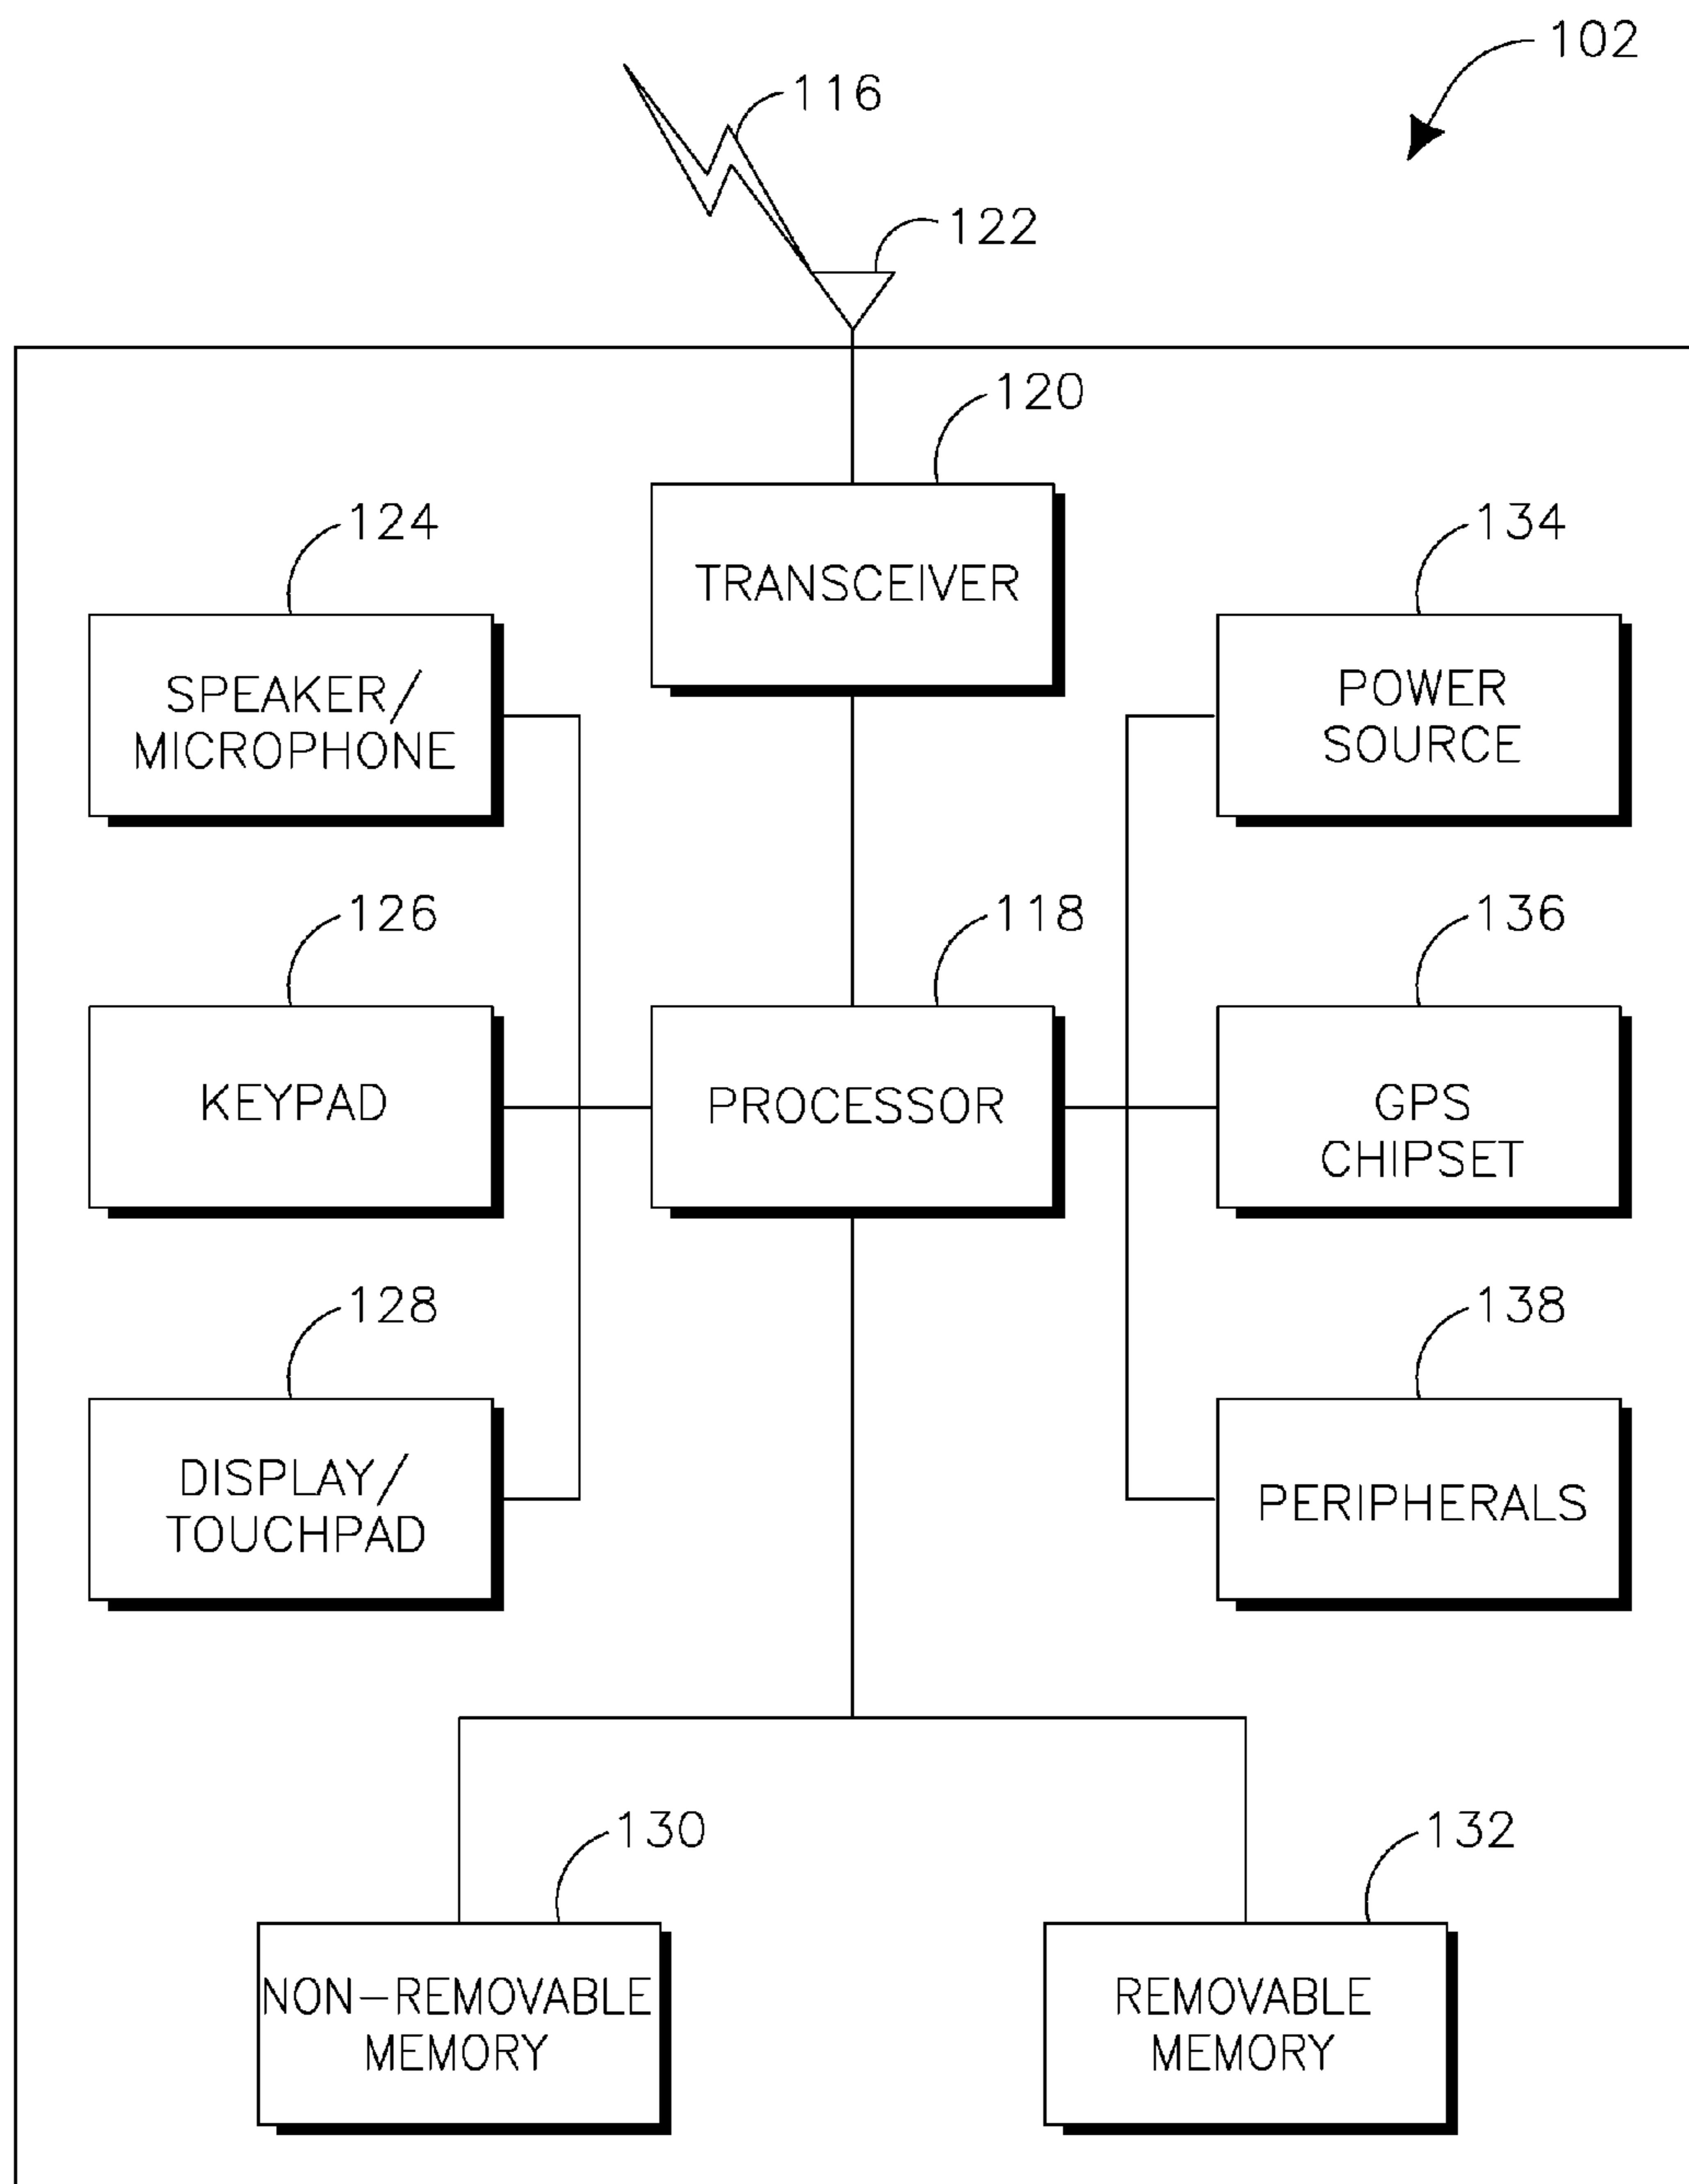 102
116
122
120
124
134
TRANSCEIVER
SPEAKER/
MICROPHONE
POWER
SOURCE
126
118
136
KEYPAD
PROCESSOR
GPS
CHIPSET
128
138
DISPLAY/
TOUCHPAD
PERIPHERALS
130
132
NON-REMOVABLE
MEMORY
REMOVABLE
MEMORY